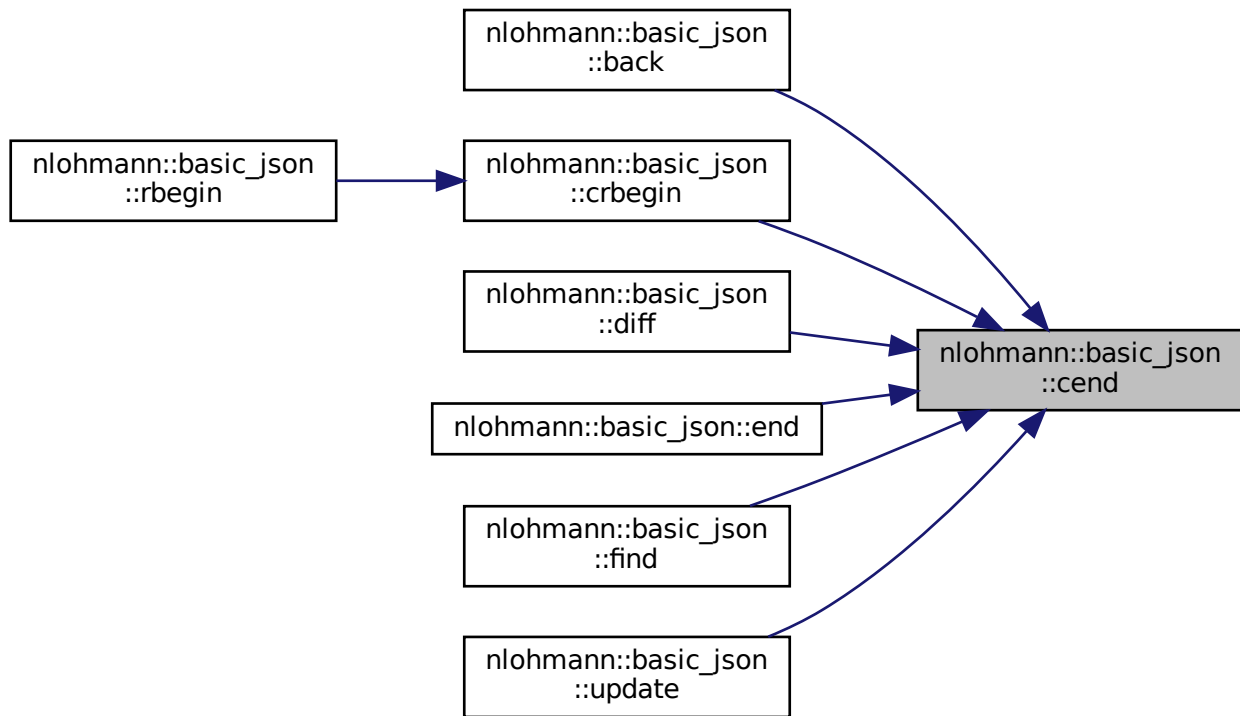 nlohmann::basic_json
::back
nlohmann::basic_json
::rbegin
nlohmann::basic_json
::crbegin
nlohmann::basic_json
::diff
nlohmann::basic_json
::cend
nlohmann::basic_json::end
nlohmann::basic_json
::find
nlohmann::basic_json
::update